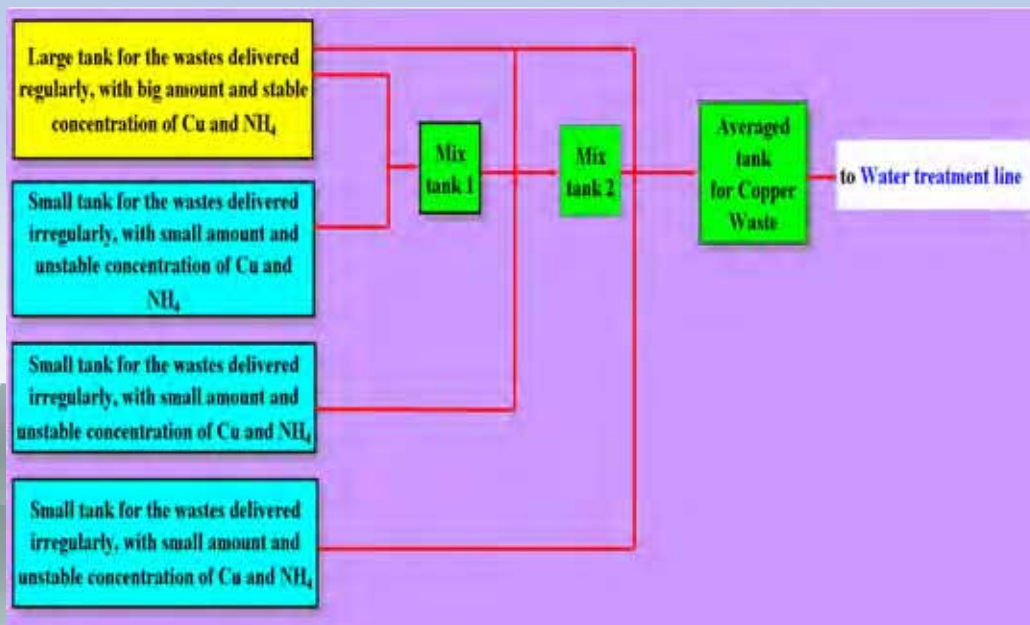 Large tank for the wastes delivered
regularly, with big amount and stable
concentration of Cu and NH₄
Small tank for the wastes delivered
irregularly, with small amount and
unstable concentration of Cu and
NH₄
Small tank for the wastes delivered
irregularly, with small amount and
unstable concentration of Cu and NH₄
Small tank for the wastes delivered
irregularly, with small amount and
unstable concentration of Cu and NH₄
Mix
tank 1
Mix
tank 2
Averaged
tank
for Copper
Waste
to Water treatment line